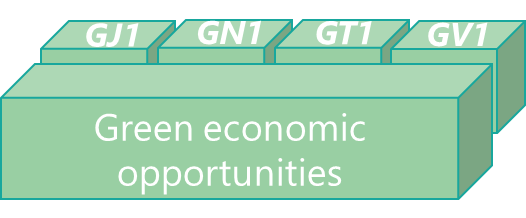 GJ1 GN1 GT1 GV1
Green economic
opportunities